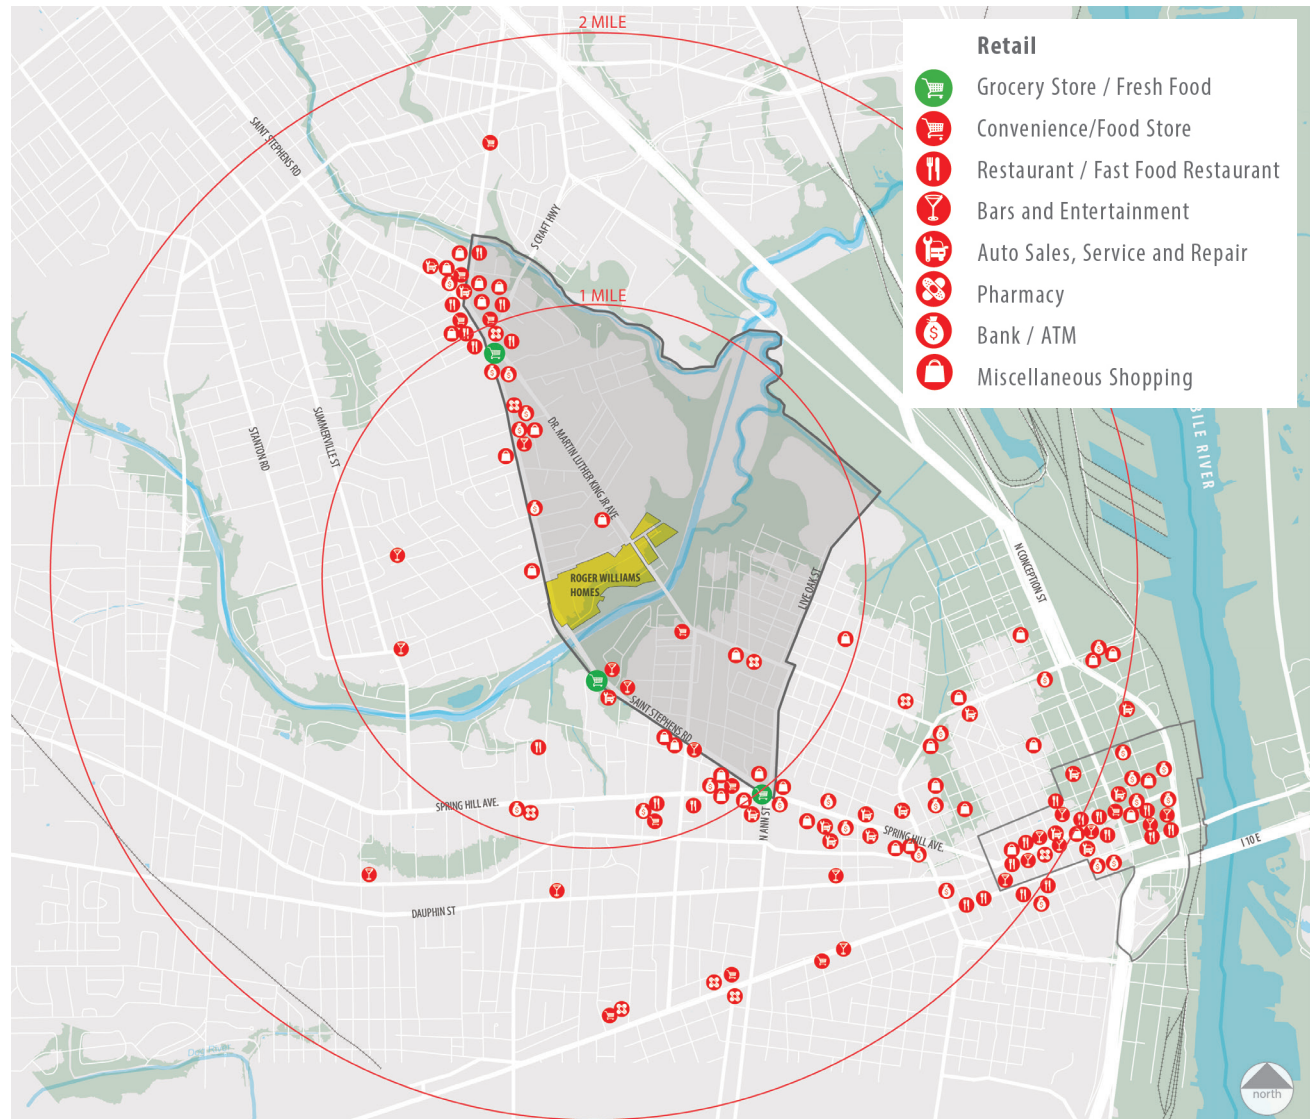 2 MILE
Retail
Grocery Store / Fresh Food
Convenience/Food Store
Restaurant / Fast Food Restaurant
Bars and Entertainment
Auto Sales, Service and Repair
Pharmacy
Bank / ATM
Miscellaneous Shopping
SAINT STEPHENS RD
S CRAFT HWY
1 MILE
STANTON RD
SUMMERVILLE ST
DR. MARTIN LUTHER KING JR AVE
BILE RIVER
N CONCEPTION ST
ROGER WILLIAMS
HOMES
LIVE OAK ST
SAINT STEPHENS RD
SPRING HILL AVE.
N ANN ST
SPRING HILL AVE.
I 10 E
DAUPHIN ST
north